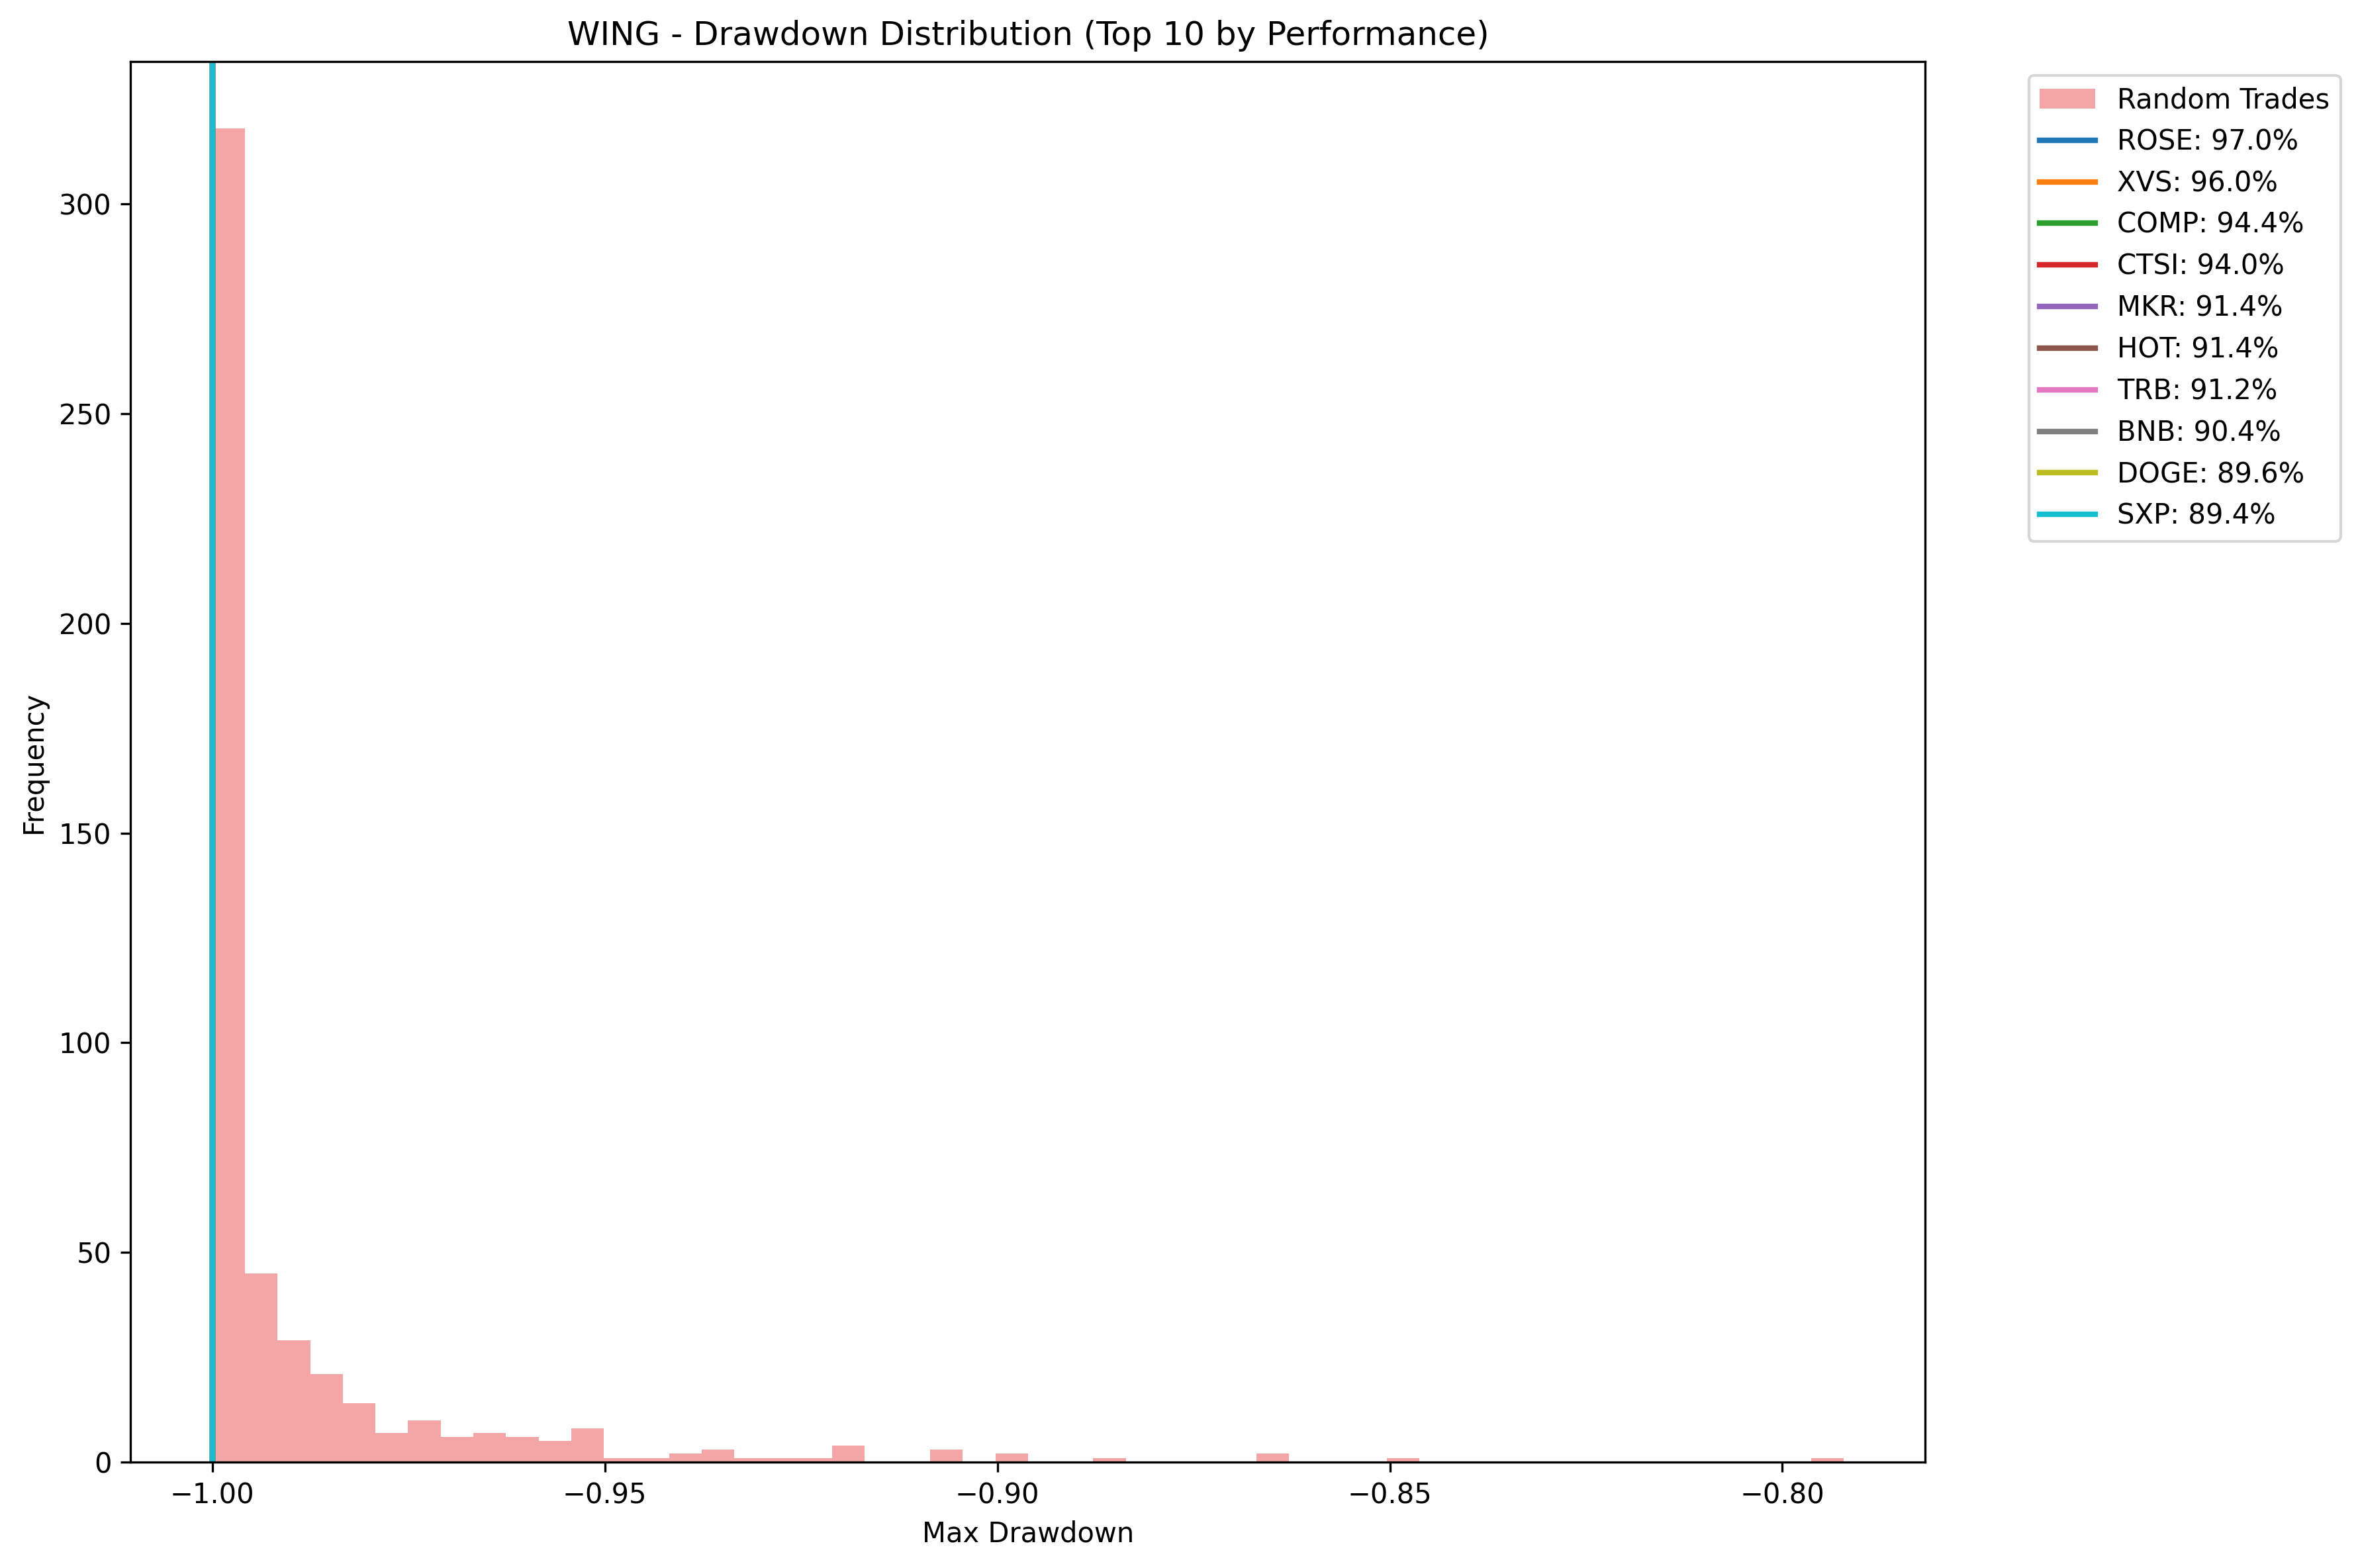 WING - Drawdown Distribution (Top 10 by Performance)
Frequency
300
250
200
150
100
50
0
−1.00
−0.95
−0.90
−0.85
−0.80
Max Drawdown
Random Trades
ROSE: 97.0%
XVS: 96.0%
COMP: 94.4%
CTSI: 94.0%
MKR: 91.4%
HOT: 91.4%
TRB: 91.2%
BNB: 90.4%
DOGE: 89.6%
SXP: 89.4%